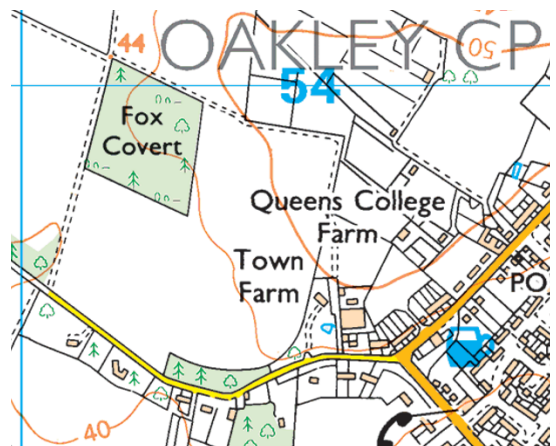 44
OAKLEY CP
50
54
Fox
Covert
Queens College
Farm
Town
Farm
PO
40